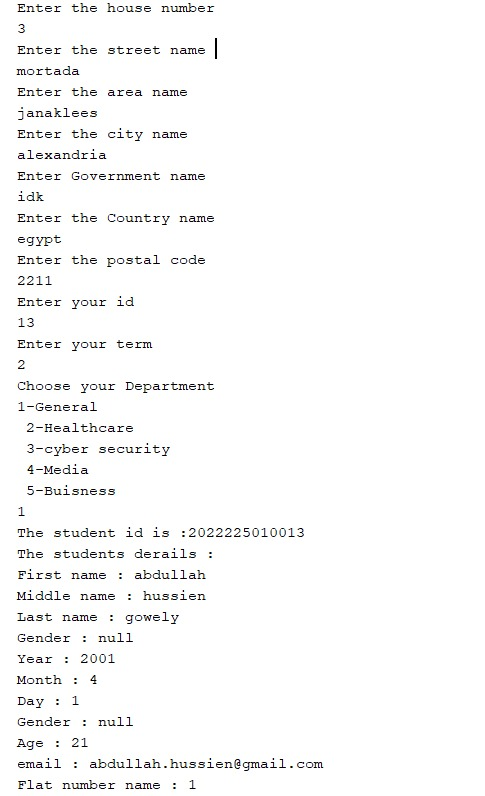 Enter the house number
3
Enter the street name
mortada
Enter the area name
janaklees
Enter the city name
alexandria
Enter Government name
idk
Enter the Country name
egypt
Enter the postal code
2211
Enter your id
13
Enter your term
2
Choose your Department
1-General
 2-Healthcare
 3-cyber security
 4-Media
 5-Buisness
1
The student id is :2022225010013
The students derails :
First name : abdullah
Middle name : hussien
Last name : gowely
Gender : null
Year : 2001
Month : 4
Day : 1
Gender : null
Age : 21
email : abdullah.hussien@gmail.com
Flat number name : 1